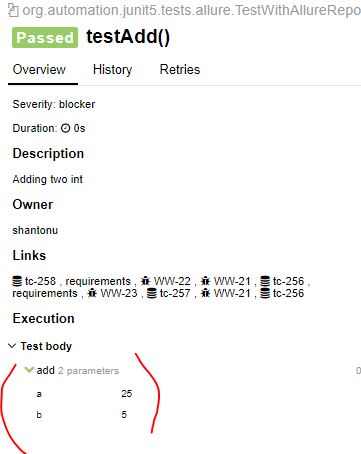 org.automation.junit5.tests.allure.TestWithAllureRepo
Passed testAdd()
Overview History Retries
Severity: blocker
Duration: 0s
Description
Adding two int
Owner
shantonu
Links
tc-258 , requirements , WW-22 , WW-21 , tc-256 ,
requirements , WW-23 , tc-257 , WW-21 , tc-256
Execution
Test body
add 2 parameters 0
a 25
b 5